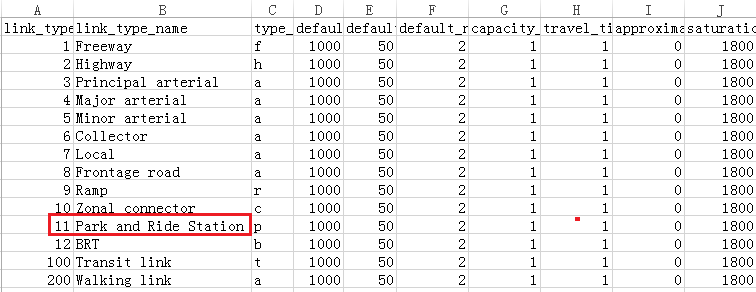 A B C D E F G H I J
link_type link_type_name type_ defaul default default_n capacity_ travel_ti approxima saturatio
1 Freeway f 1000 50 2 1 1 0 1800
2 Highway h 1000 50 2 1 1 0 1800
3 Principal arterial a 1000 50 2 1 1 0 1800
4 Major arterial a 1000 50 2 1 1 0 1800
5 Minor arterial a 1000 50 2 1 1 0 1800
6 Collector a 1000 50 2 1 1 0 1800
7 Local a 1000 50 2 1 1 0 1800
8 Frontage road a 1000 50 2 1 1 0 1800
9 Ramp r 1000 50 2 1 1 0 1800
10 Zonal connector c 1000 50 2 1 1 0 1800
11 Park and Ride Station p 1000 50 2 1 1 0 1800
12 BRT b 1000 50 2 1 1 0 1800
100 Transit link t 1000 50 2 1 1 0 1800
200 Walking link a 1000 50 2 1 1 0 1800